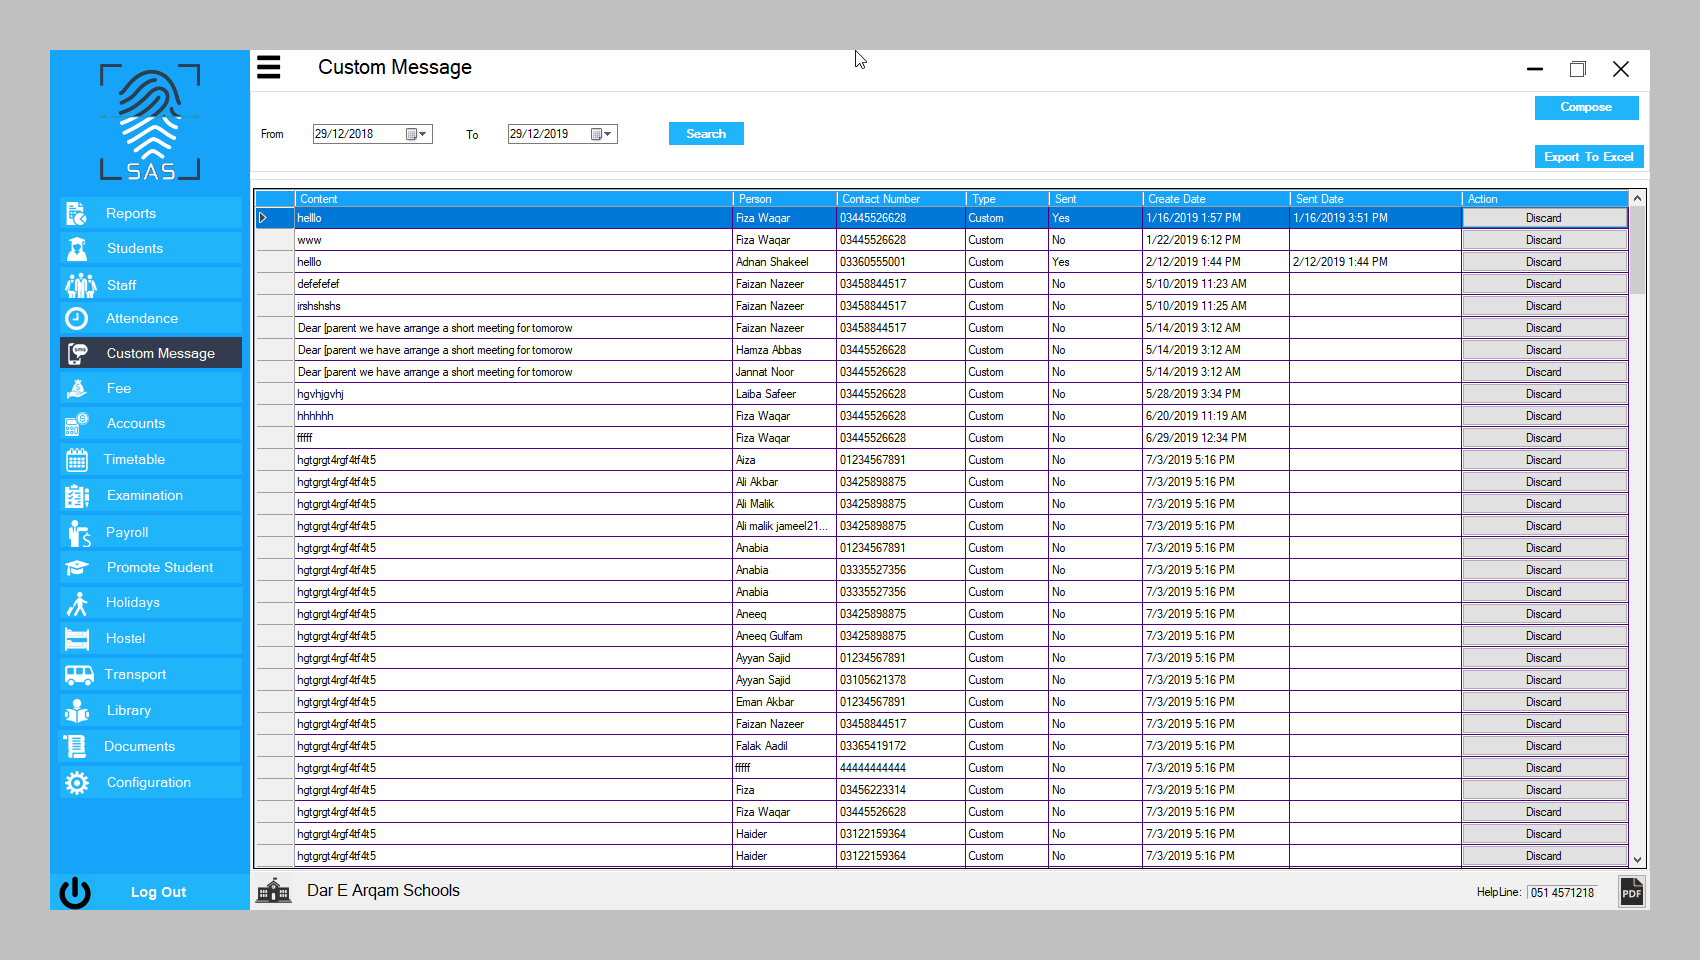 SAS
Custom Message
From 29/12/2018 To 29/12/2019 Search
Compose
Export To Excel
Reports
Students
Staff
Attendance
Custom Message
Fee
Accounts
Timetable
Examination
Payroll
Promote Student
Holidays
Hostel
Transport
Library
Documents
Configuration
Log Out
Content Person Contact Number Type Sent Create Date Sent Date Action
helllo Fiza Waqar 03445526628 Custom Yes 1/16/2019 1:57 PM 1/16/2019 3:51 PM Discard
www Fiza Waqar 03445526628 Custom No 1/22/2019 6:12 PM Discard
helllo Adnan Shakeel 03360555001 Custom Yes 2/12/2019 1:44 PM 2/12/2019 1:44 PM Discard
defefefef Faizan Nazeer 03458844517 Custom No 5/10/2019 11:23 AM Discard
irshshshs Faizan Nazeer 03458844517 Custom No 5/10/2019 11:25 AM Discard
Dear [parent we have arrange a short meeting for tomorow Faizan Nazeer 03458844517 Custom No 5/14/2019 3:12 AM Discard
Dear [parent we have arrange a short meeting for tomorow Hamza Abbas 03445526628 Custom No 5/14/2019 3:12 AM Discard
Dear [parent we have arrange a short meeting for tomorow Jannat Noor 03445526628 Custom No 5/14/2019 3:12 AM Discard
hgvhjgvhj Laiba Safeer 03445526628 Custom No 5/28/2019 3:34 PM Discard
hhhhhh Fiza Waqar 03445526628 Custom No 6/20/2019 11:19 AM Discard
fffff Fiza Waqar 03445526628 Custom No 6/29/2019 12:34 PM Discard
hgtgrgt4rgf4tf4t5 Aiza 01234567891 Custom No 7/3/2019 5:16 PM Discard
hgtgrgt4rgf4tf4t5 Ali Akbar 03425898875 Custom No 7/3/2019 5:16 PM Discard
hgtgrgt4rgf4tf4t5 Ali Malik 03425898875 Custom No 7/3/2019 5:16 PM Discard
hgtgrgt4rgf4tf4t5 Ali malik jameel21... 03425898875 Custom No 7/3/2019 5:16 PM Discard
hgtgrgt4rgf4tf4t5 Anabia 01234567891 Custom No 7/3/2019 5:16 PM Discard
hgtgrgt4rgf4tf4t5 Anabia 03335527356 Custom No 7/3/2019 5:16 PM Discard
hgtgrgt4rgf4tf4t5 Anabia 03335527356 Custom No 7/3/2019 5:16 PM Discard
hgtgrgt4rgf4tf4t5 Aneeq 03425898875 Custom No 7/3/2019 5:16 PM Discard
hgtgrgt4rgf4tf4t5 Aneeq Gulfam 03425898875 Custom No 7/3/2019 5:16 PM Discard
hgtgrgt4rgf4tf4t5 Ayyan Sajid 01234567891 Custom No 7/3/2019 5:16 PM Discard
hgtgrgt4rgf4tf4t5 Ayyan Sajid 03105621378 Custom No 7/3/2019 5:16 PM Discard
hgtgrgt4rgf4tf4t5 Eman Akbar 01234567891 Custom No 7/3/2019 5:16 PM Discard
hgtgrgt4rgf4tf4t5 Faizan Nazeer 03458844517 Custom No 7/3/2019 5:16 PM Discard
hgtgrgt4rgf4tf4t5 Falak Aadil 03365419172 Custom No 7/3/2019 5:16 PM Discard
hgtgrgt4rgf4tf4t5 fffff 44444444444 Custom No 7/3/2019 5:16 PM Discard
hgtgrgt4rgf4tf4t5 Fiza 03456223314 Custom No 7/3/2019 5:16 PM Discard
hgtgrgt4rgf4tf4t5 Fiza Waqar 03445526628 Custom No 7/3/2019 5:16 PM Discard
hgtgrgt4rgf4tf4t5 Haider 03122159364 Custom No 7/3/2019 5:16 PM Discard
hgtgrgt4rgf4tf4t5 Haider 03122159364 Custom No 7/3/2019 5:16 PM Discard
Dar E Arqam Schools
HelpLine: 051 4571218
PDF